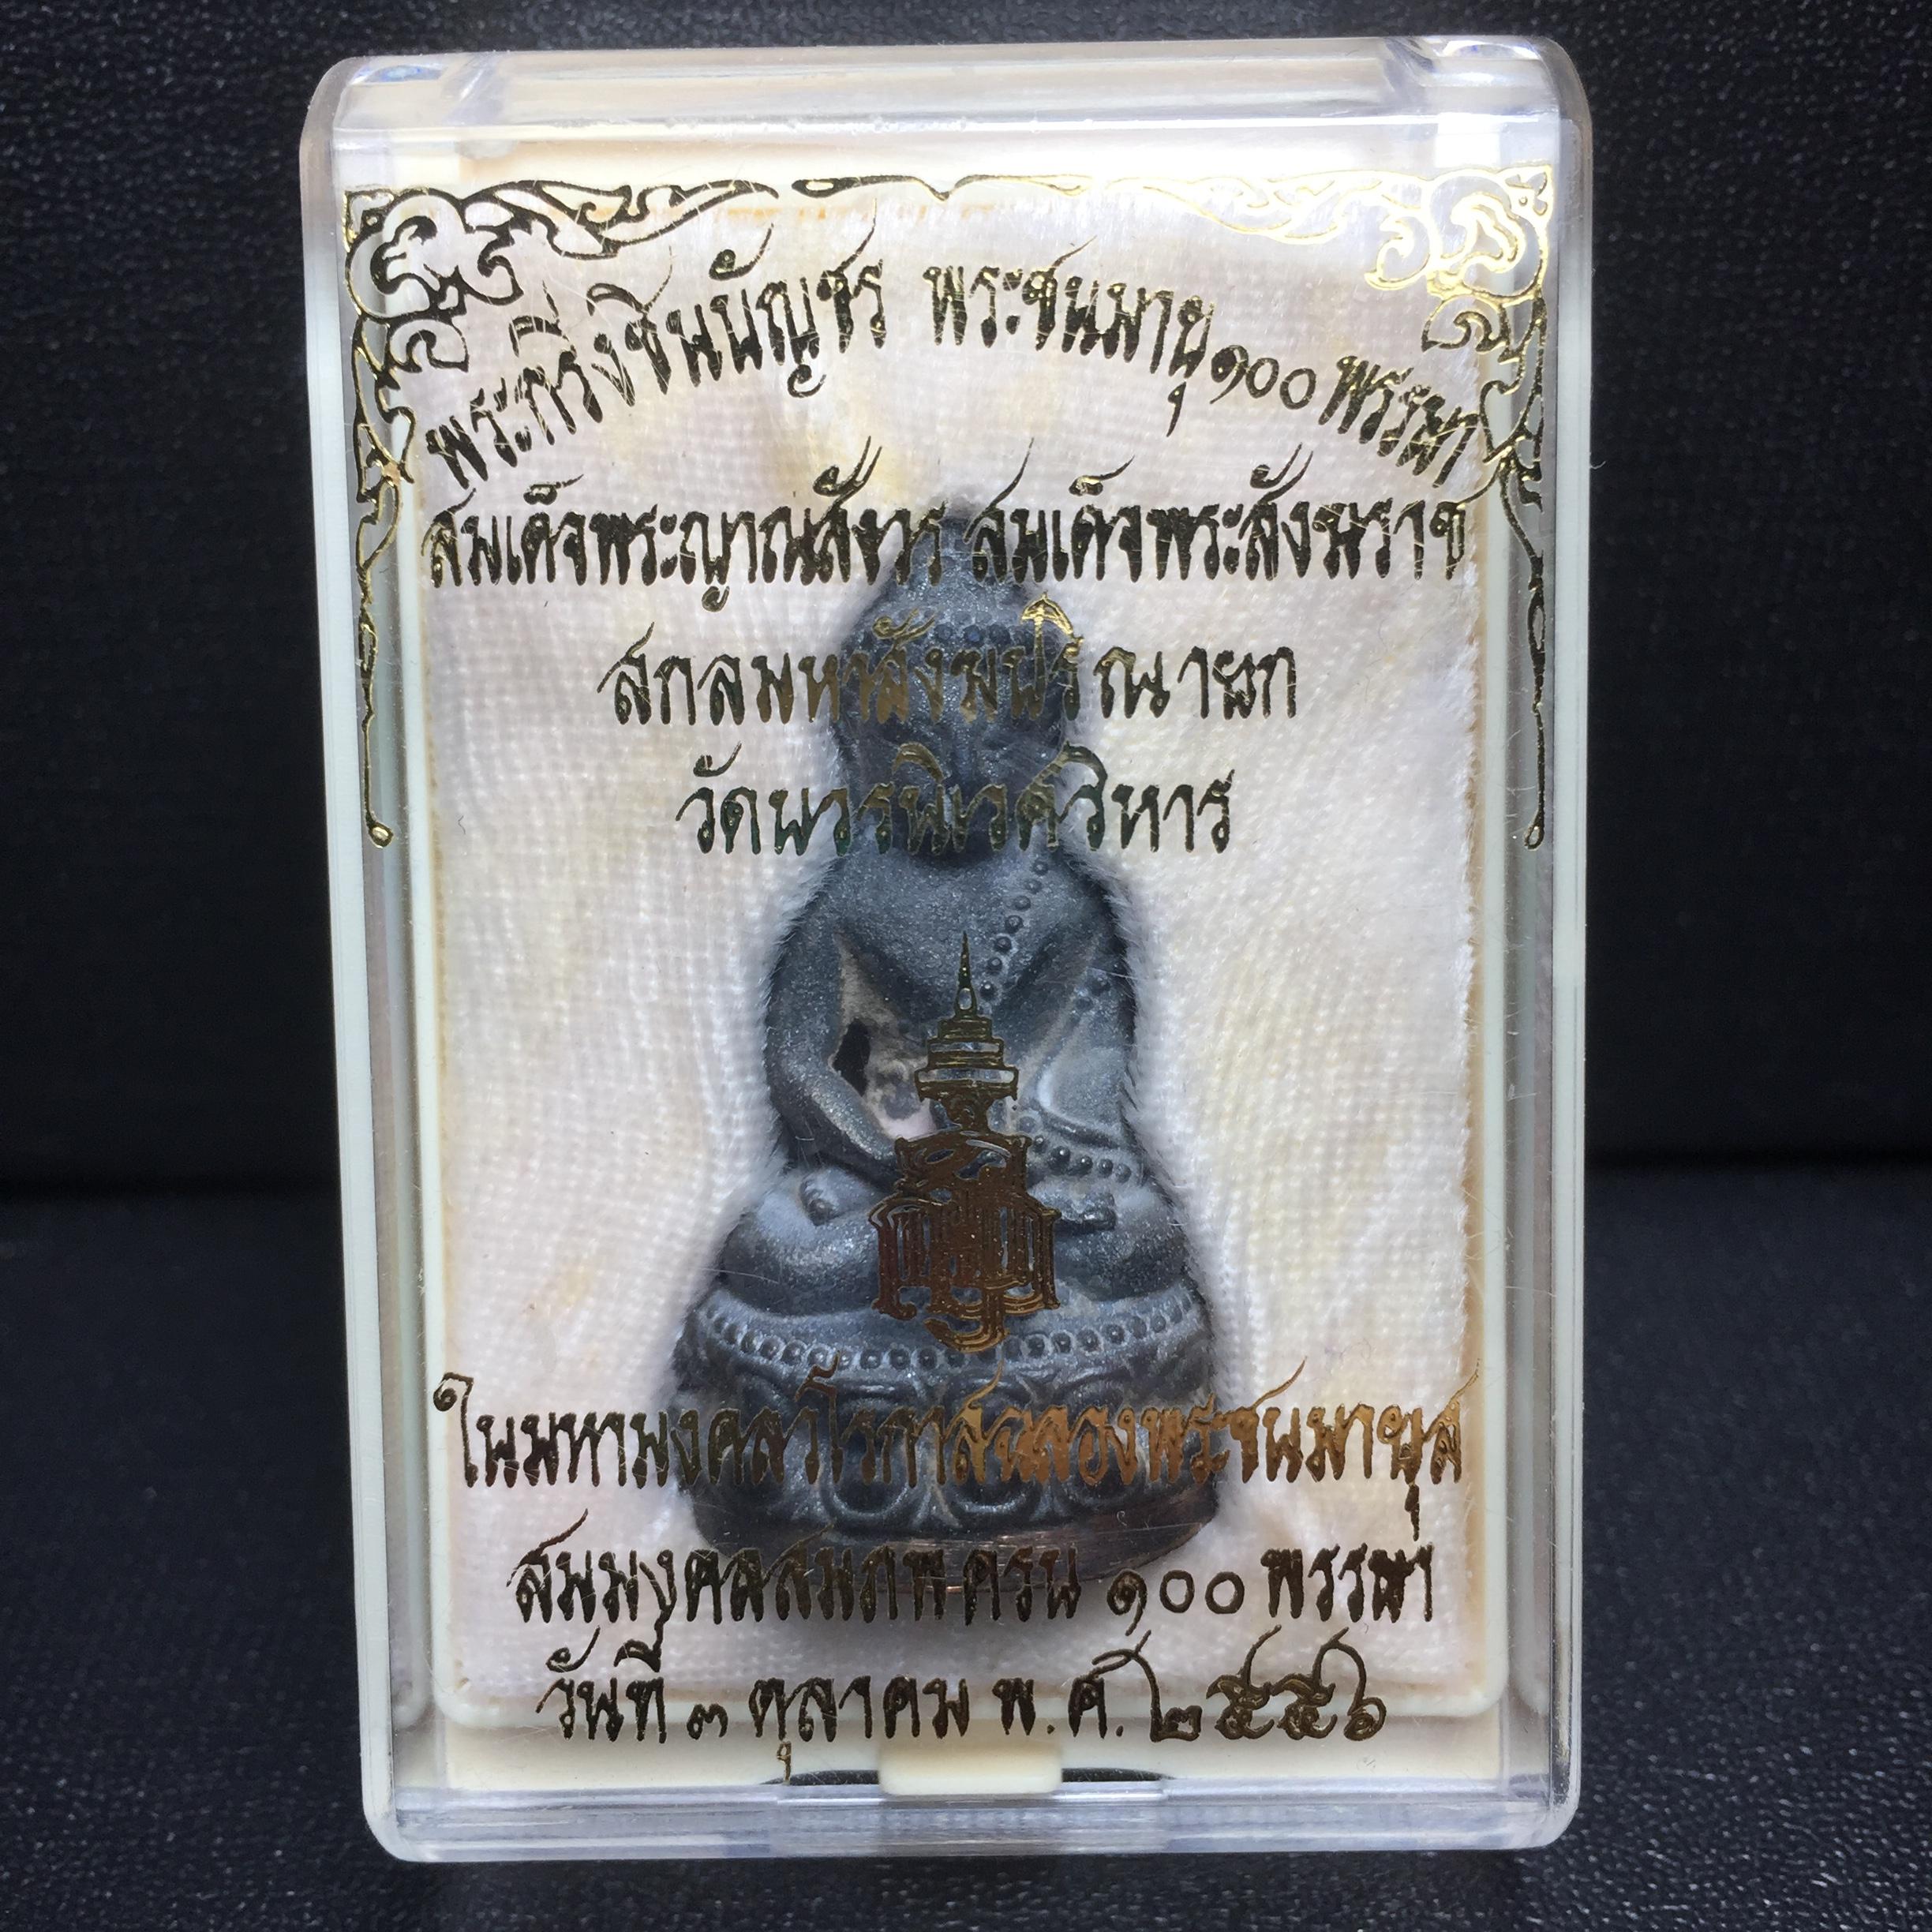 พระกริ่งชินบัญชร พระชนมายุ ๑๐๐ พรรษา
สมเด็จพระญาณสังวร สมเด็จพระสังฆราช
สกลมหาสังฆปริณายก
วัดบวรนิเวศวิหาร
ในมหามงคลวโรกาสฉลองพระชนมายุส
สมมงคลสมภพครบ ๑๐๐ พรรษา
วันที่ ๓ ตุลาคม พ.ศ. ๒๕๕๖